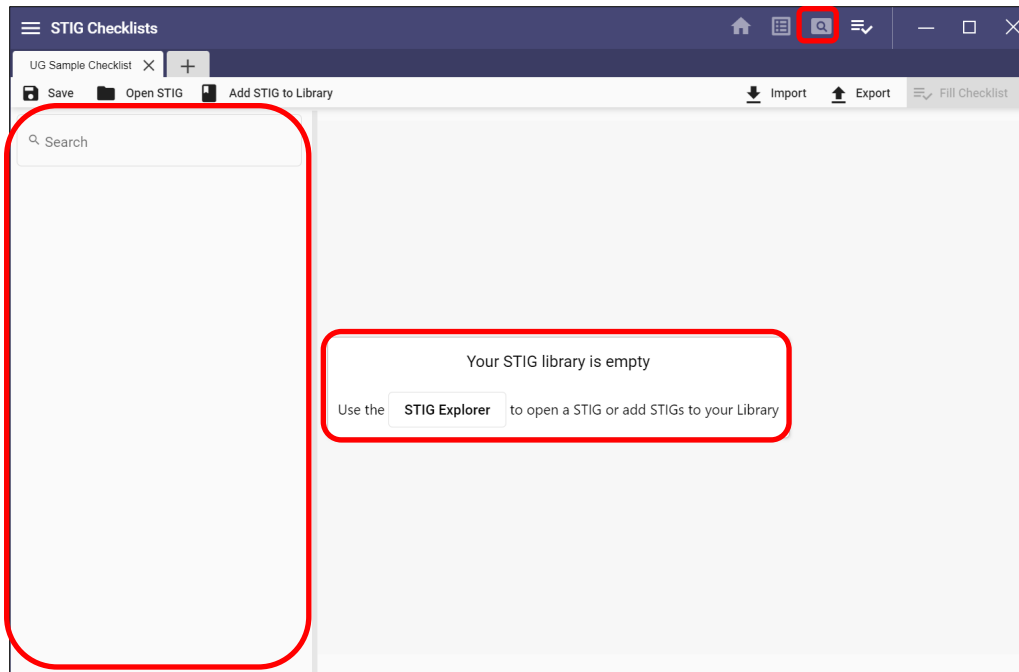 STIG Checklists
UG Sample Checklist
Save Open STIG Add STIG to Library Import Export Fill Checklist
Search
Your STIG library is empty
Use the STIG Explorer to open a STIG or add STIGs to your Library